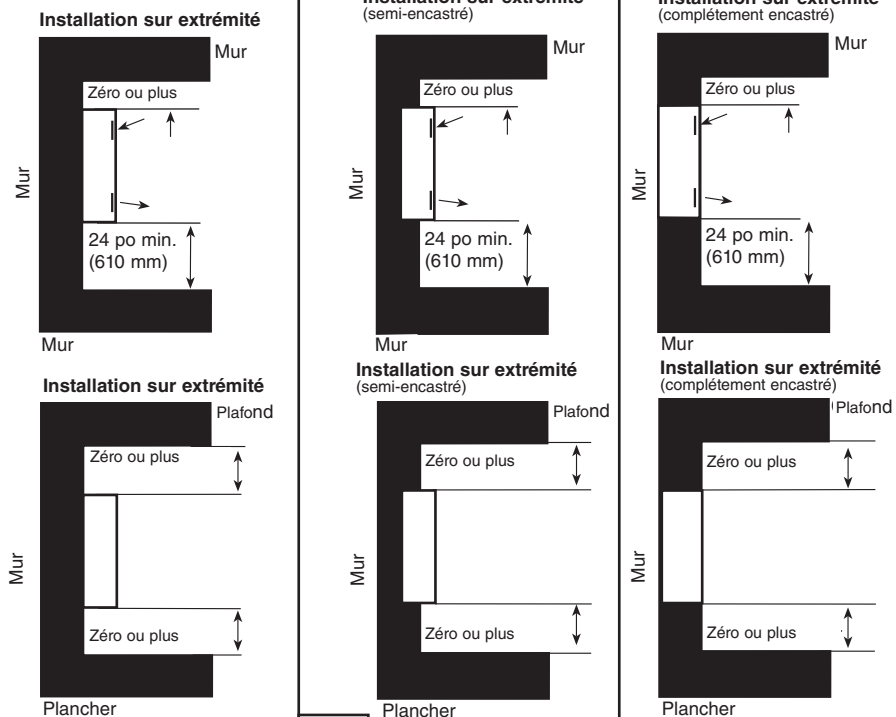 Installation sur extrémité
Mur
Zéro ou plus
Mur
24 po min.
(610 mm)
Mur
Installation sur extrémité
(semi-encastré)
Mur
Zéro ou plus
Mur
24 po min.
(610 mm)
Mur
Installation sur extrémité
(complétement encastré)
Mur
Zéro ou plus
Mur
24 po min.
(610 mm)
Mur
Installation sur extrémité
Plafond
Zéro ou plus
Mur
Zéro ou plus
Plancher
Installation sur extrémité
(semi-encastré)
Plafond
Zéro ou plus
Mur
Zéro ou plus
Plancher
Installation sur extrémité
(complétement encastré)
Plafond
Zéro ou plus
Mur
Zéro ou plus
Plancher